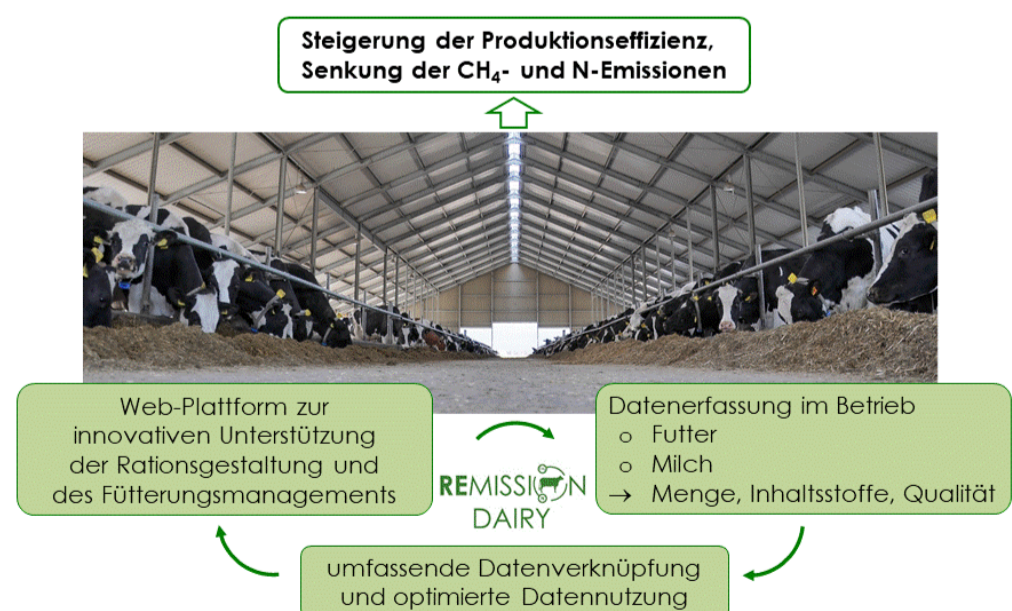 Steigerung der Produktionseffizienz,
Senkung der CH₄- und N-Emissionen
Web-Plattform zur
innovativen Unterstützung
der Rationsgestaltung und
des Fütterungsmanagements
Datenerfassung im Betrieb
o Futter
o Milch
→ Menge, Inhaltsstoffe, Qualität
REMISSION
DAIRY
umfassende Datenverknüpfung
und optimierte Datennutzung